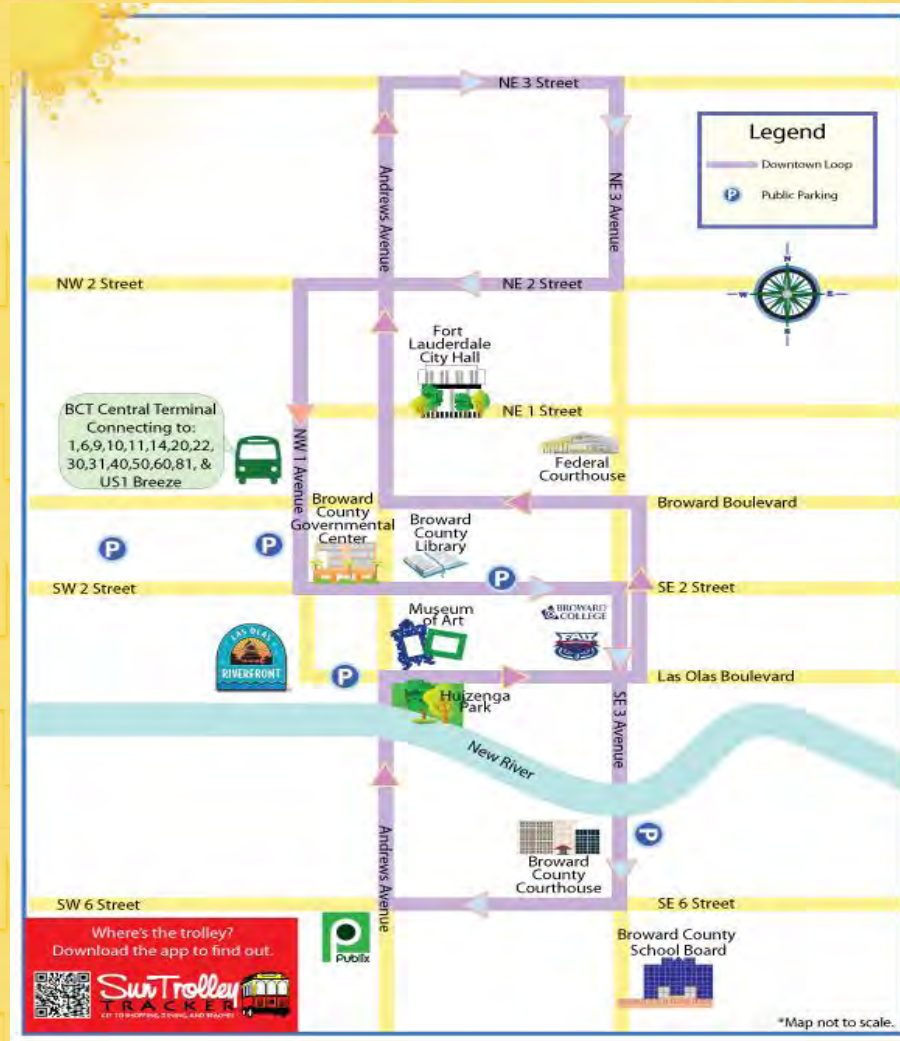 NE 3 Street
Legend
Downtown Loop
P Public Parking
Andrews Avenue
NE 3 Avenue
N
W E
S
NW 2 Street
NE 2 Street
Fort
Lauderdale
City Hall
NE 1 Street
BCT Central Terminal
Connecting to:
1,6,9,10,11,14,20,22,
30,31,40,50,60,81, &
US1 Breeze
NW 1 Avenue
Federal
Courthouse
Broward
County
Governmental
Center
Broward Boulevard
Broward
County
Library
P
P
P
SW 2 Street
SE 2 Street
Museum
of Art
BROWARD
COLLEGE
FAU
LAS OLAS
RIVERFRONT
P
Las Olas Boulevard
Huizenga
Park
SE 3 Avenue
New River
P
Andrews Avenue
Broward
County
Courthouse
SW 6 Street
SE 6 Street
Where's the trolley?
Download the app to find out.
Sun Trolley
TRACKER
GET TO SHOPPING, DINING, AND BEACHES
P
Publix
Broward County
School Board
*Map not to scale.